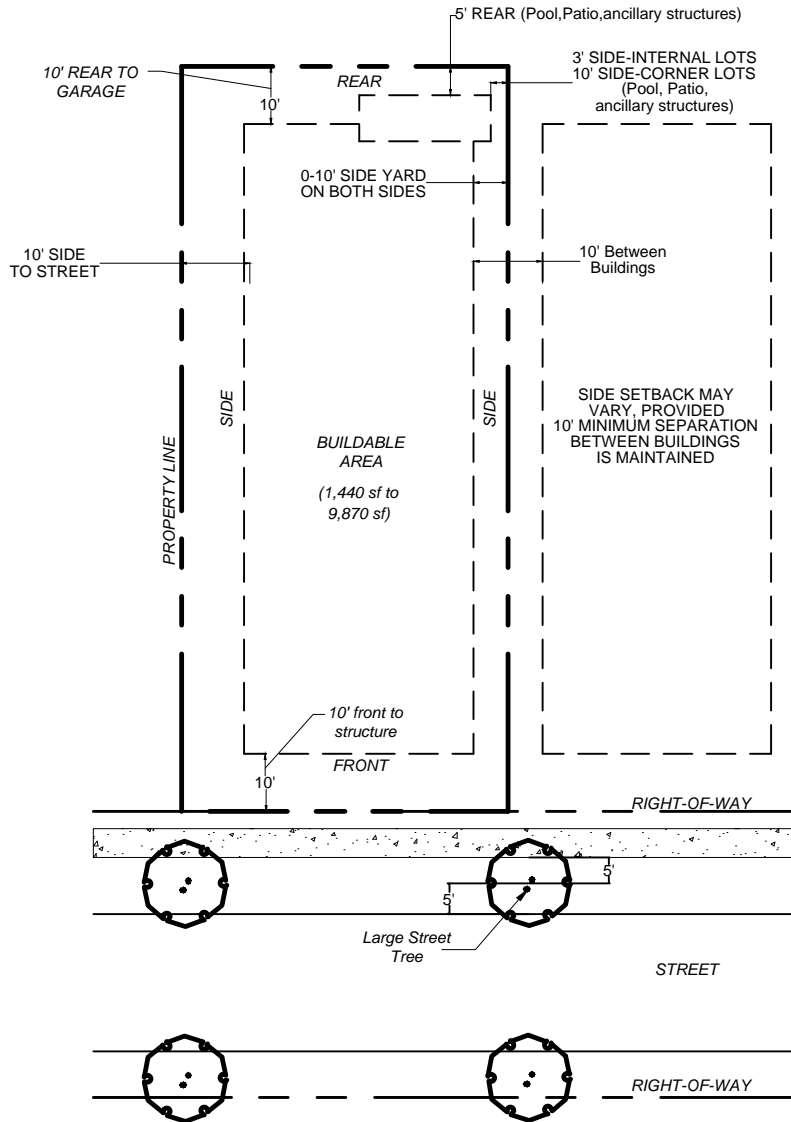 5' REAR (Pool,Patio,ancillary structures)
10' REAR TO
GARAGE
REAR
10'
3' SIDE-INTERNAL LOTS
10' SIDE-CORNER LOTS
(Pool, Patio,
ancillary structures)
0-10' SIDE YARD
ON BOTH SIDES
10' SIDE
TO STREET
10' Between
Buildings
SIDE
SIDE
PROPERTY LINE
BUILDABLE
AREA
(1,440 sf to
9,870 sf)
SIDE SETBACK MAY
VARY, PROVIDED
10' MINIMUM SEPARATION
BETWEEN BUILDINGS
IS MAINTAINED
10' front to
structure
FRONT
10'
RIGHT-OF-WAY
5'
5'
Large Street
Tree
STREET
RIGHT-OF-WAY